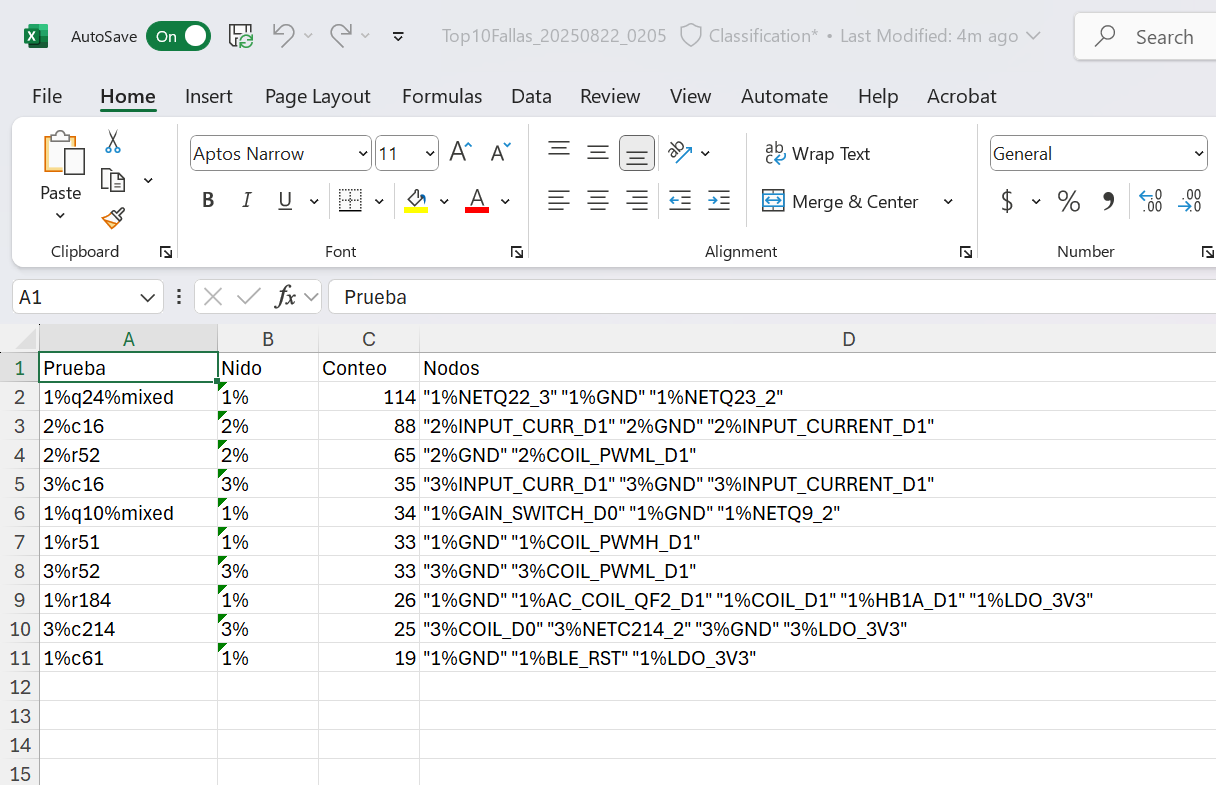 AutoSave On Top10Fallas_20250822_0205 Classification* • Last Modified: 4m ago Search
File Home Insert Page Layout Formulas Data Review View Automate Help Acrobat
Paste
Clipboard
Aptos Narrow 11
B I U A
Font
Wrap Text
Merge & Center
Alignment
General
$ % 9
Number
A1 fx Prueba
A B C D
1 Prueba Nido Conteo Nodos
2 1%q24%mixed 1% 114 "1%NETQ22_3" "1%GND" "1%NETQ23_2"
3 2%c16 2% 88 "2%INPUT_CURR_D1" "2%GND" "2%INPUT_CURRENT_D1"
4 2%r52 2% 65 "2%GND" "2%COIL_PWML_D1"
5 3%c16 3% 35 "3%INPUT_CURR_D1" "3%GND" "3%INPUT_CURRENT_D1"
6 1%q10%mixed 1% 34 "1%GAIN_SWITCH_D0" "1%GND" "1%NETQ9_2"
7 1%r51 1% 33 "1%GND" "1%COIL_PWMH_D1"
8 3%r52 3% 33 "3%GND" "3%COIL_PWML_D1"
9 1%r184 1% 26 "1%GND" "1%AC_COIL_QF2_D1" "1%COIL_D1" "1%HB1A_D1" "1%LDO_3V3"
10 3%c214 3% 25 "3%COIL_D0" "3%NETC214_2" "3%GND" "3%LDO_3V3"
11 1%c61 1% 19 "1%GND" "1%BLE_RST" "1%LDO_3V3"
12
13
14
15